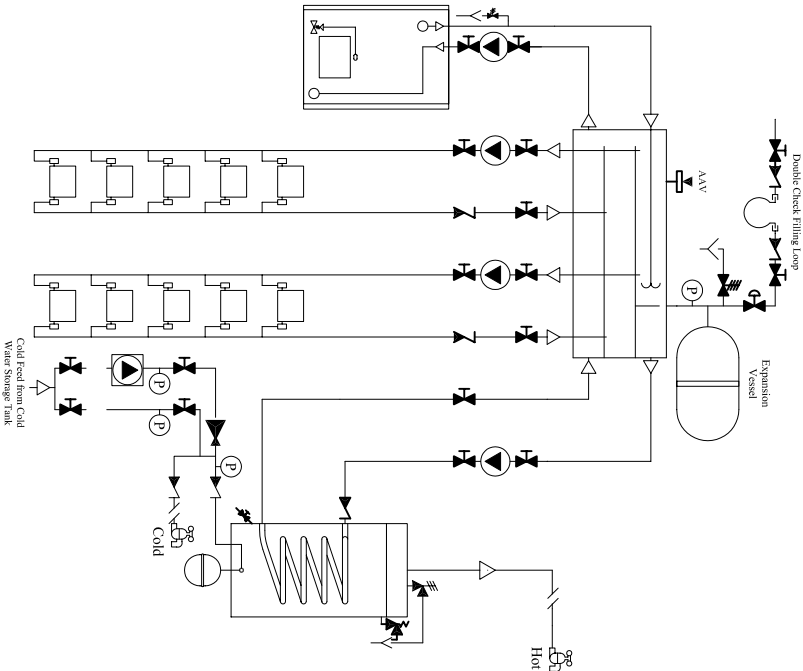 Double Check Filling Loop
AAV
P
Expansion
Vessel
Cold Feed from Cold
Water Storage Tank
P
P
P
Cold
Hot